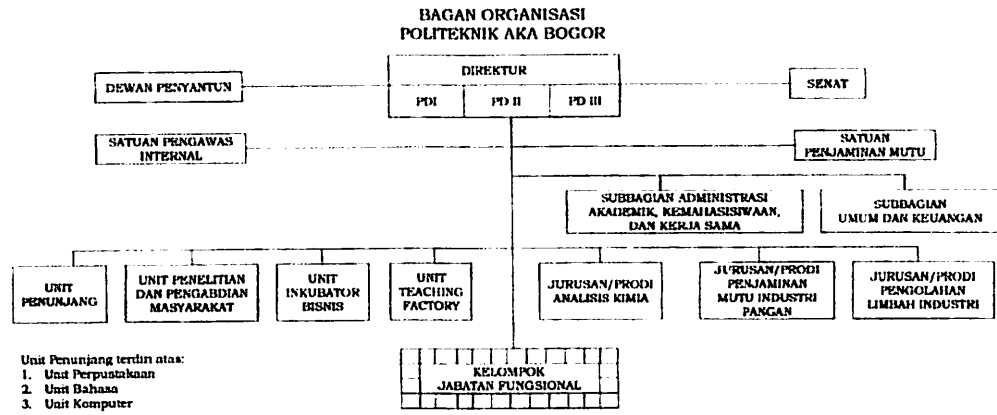 BAGAN ORGANISASI
POLITEKNIK AKA BOGOR
DIREKTUR
DEWAN PENYANTUN
SENAT
PDI
PD II
PD III
SATUAN PENGAWAS
INTERNAL
SATUAN
PENJAMINAN MUTU
SUBBAGIAN ADMINISTRASI
AKADEMIK, KEMAHASISIWAAN,
DAN KERJA SAMA
SUBBAGIAN
UMUM DAN KEUANGAN
UNIT
PENUNJANG
UNIT PENELITIAN
DAN PENGABDIAN
MASYARAKAT
UNIT
INKUBATOR
BISNIS
UNIT
TEACHING
FACTORY
JURUSAN/PRODI
ANALISIS KIMIA
JURUSAN/PRODI
PENJAMINAN
MUTU INDUSTRI
PANGAN
JURUSAN/PRODI
PENGOLAHAN
LIMBAH INDUSTRI
Unit Penunjang terdiri atas:
1. Unit Perpustakaan
2. Unit Bahasa
3. Unit Komputer
KELOMPOK
JABATAN FUNGSIONAL